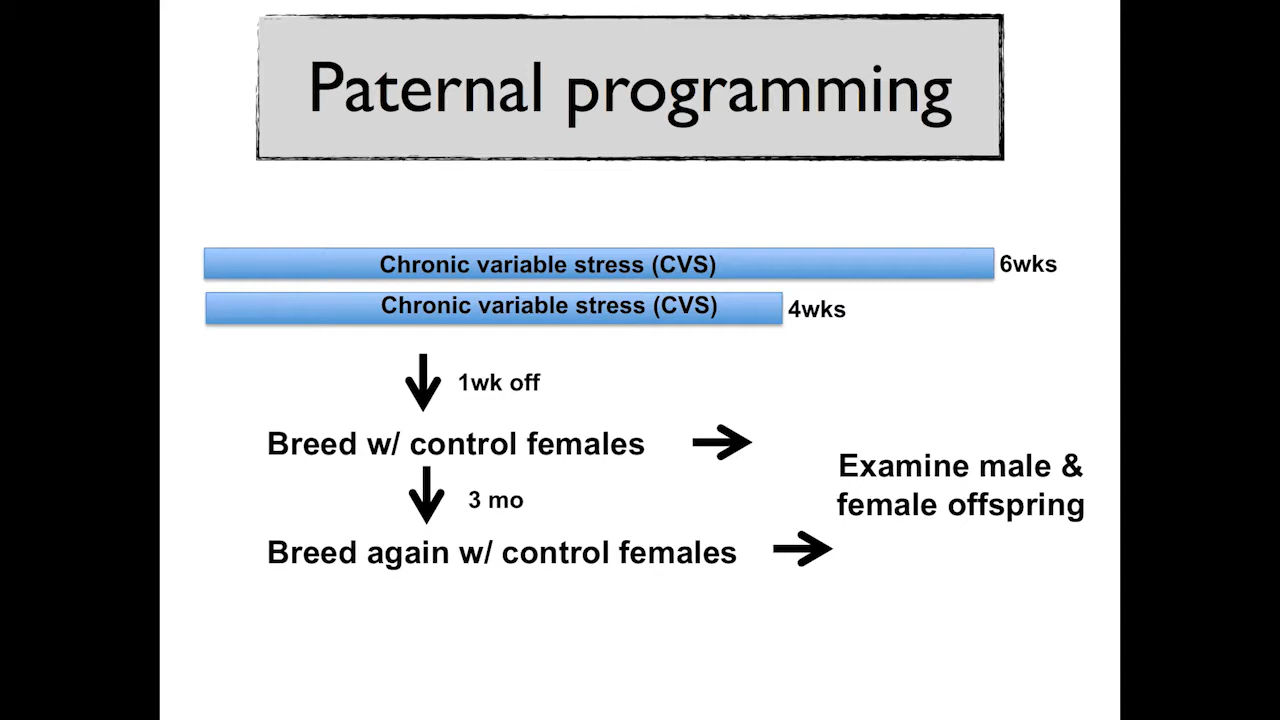 Paternal programming
Chronic variable stress (CVS) 6wks
Chronic variable stress (CVS) 4wks
1wk off
Breed w/ control females
3 mo
Breed again w/ control females
Examine male &
female offspring